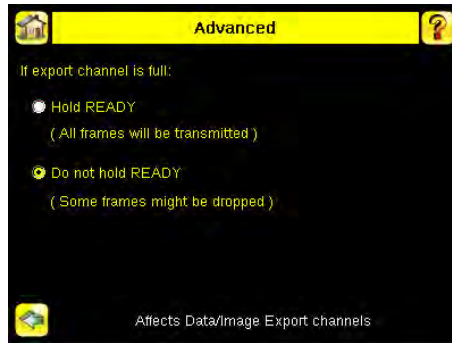 Advanced
?
If export channel is full:
Hold READY
( All frames will be transmitted )
Do not hold READY
( Some frames might be dropped )
Affects Data/Image Export channels